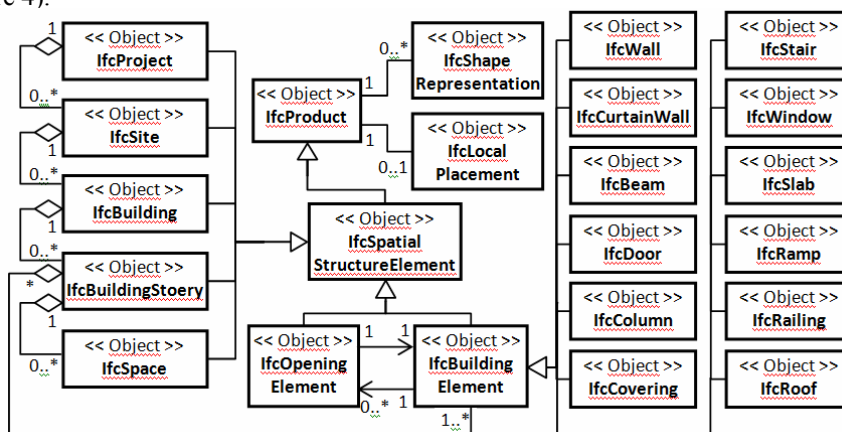 e 4).
1
<< Object >>
IfcProject
0..*
<< Object >>
IfcSite
1
0..*
<< Object >>
IfcBuilding
1
0..*
<< Object >>
IfcBuildingStoery
*
1
<< Object >>
IfcSpace
0..*
<< Object >>
IfcProduct
1
0..*
<< Object >>
IfcShape
Representation
1
0..1
<< Object >>
IfcLocal
Placement
<< Object >>
IfcSpatial
StructureElement
<< Object >>
IfcOpening
Element
1
1
0..*
1
<< Object >>
IfcBuilding
Element
1..*
<< Object >>
IfcWall
<< Object >>
IfcCurtainWall
<< Object >>
IfcBeam
<< Object >>
IfcDoor
<< Object >>
IfcColumn
<< Object >>
IfcCovering
<< Object >>
IfcStair
<< Object >>
IfcWindow
<< Object >>
IfcSlab
<< Object >>
IfcRamp
<< Object >>
IfcRailing
<< Object >>
IfcRoof